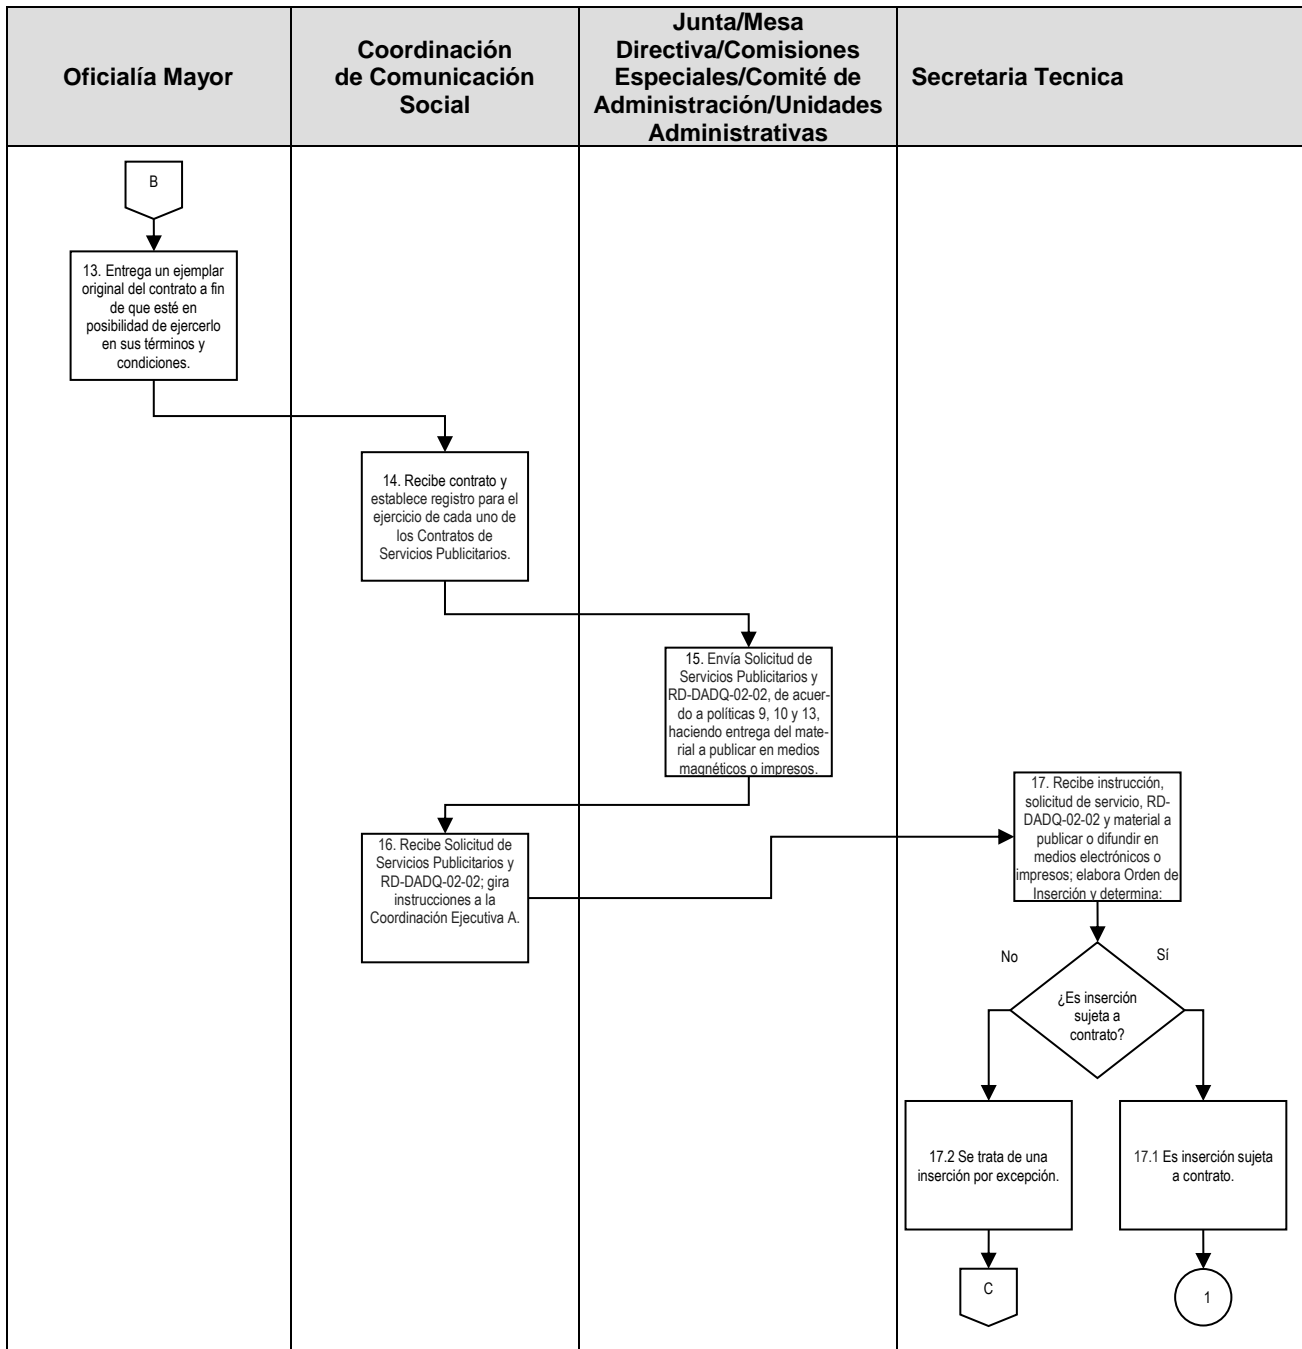 Oficialía Mayor
Coordinación
de Comunicación
Social
Junta/Mesa
Directiva/Comisiones
Especiales/Comité de
Administración/Unidades
Administrativas
Secretaria Tecnica
B
13. Entrega un ejemplar
original del contrato a fin
de que esté en
posibilidad de ejercerlo
en sus términos y
condiciones.
14. Recibe contrato y
establece registro para el
ejercicio de cada uno de
los Contratos de
Servicios Publicitarios.
15. Envía Solicitud de
Servicios Publicitarios y
RD-DADQ-02-02, de acuer-
do a políticas 9, 10 y 13,
haciendo entrega del mate-
rial a publicar en medios
magnéticos o impresos.
16. Recibe Solicitud de
Servicios Publicitarios y
RD-DADQ-02-02; gira
instrucciones a la
Coordinación Ejecutiva A.
17. Recibe instrucción,
solicitud de servicio, RD-
DADQ-02-02 y material a
publicar o difundir en
medios electrónicos o
impresos; elabora Orden de
Inserción y determina:
No
Sí
¿Es inserción
sujeta a
contrato?
17.2 Se trata de una
inserción por excepción.
17.1 Es inserción sujeta
a contrato.
C
1